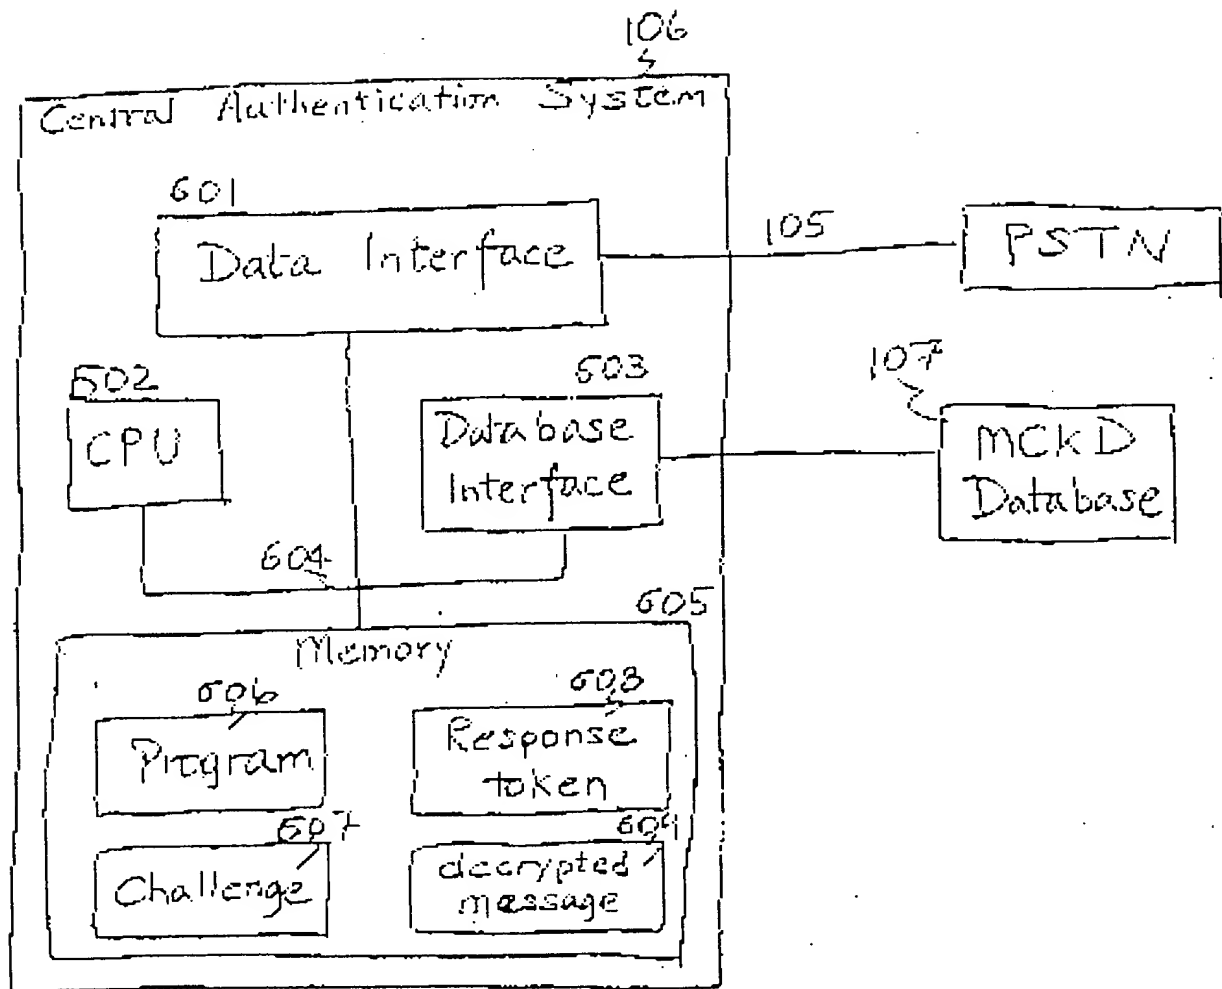 106
Central Authentication System
601
Data Interface
105
PSTN
602
CPU
603
Database
Interface
107
MCKD
Database
604
605
Memory
606
Program
608
Response
token
607
Challenge
609
decrypted
message